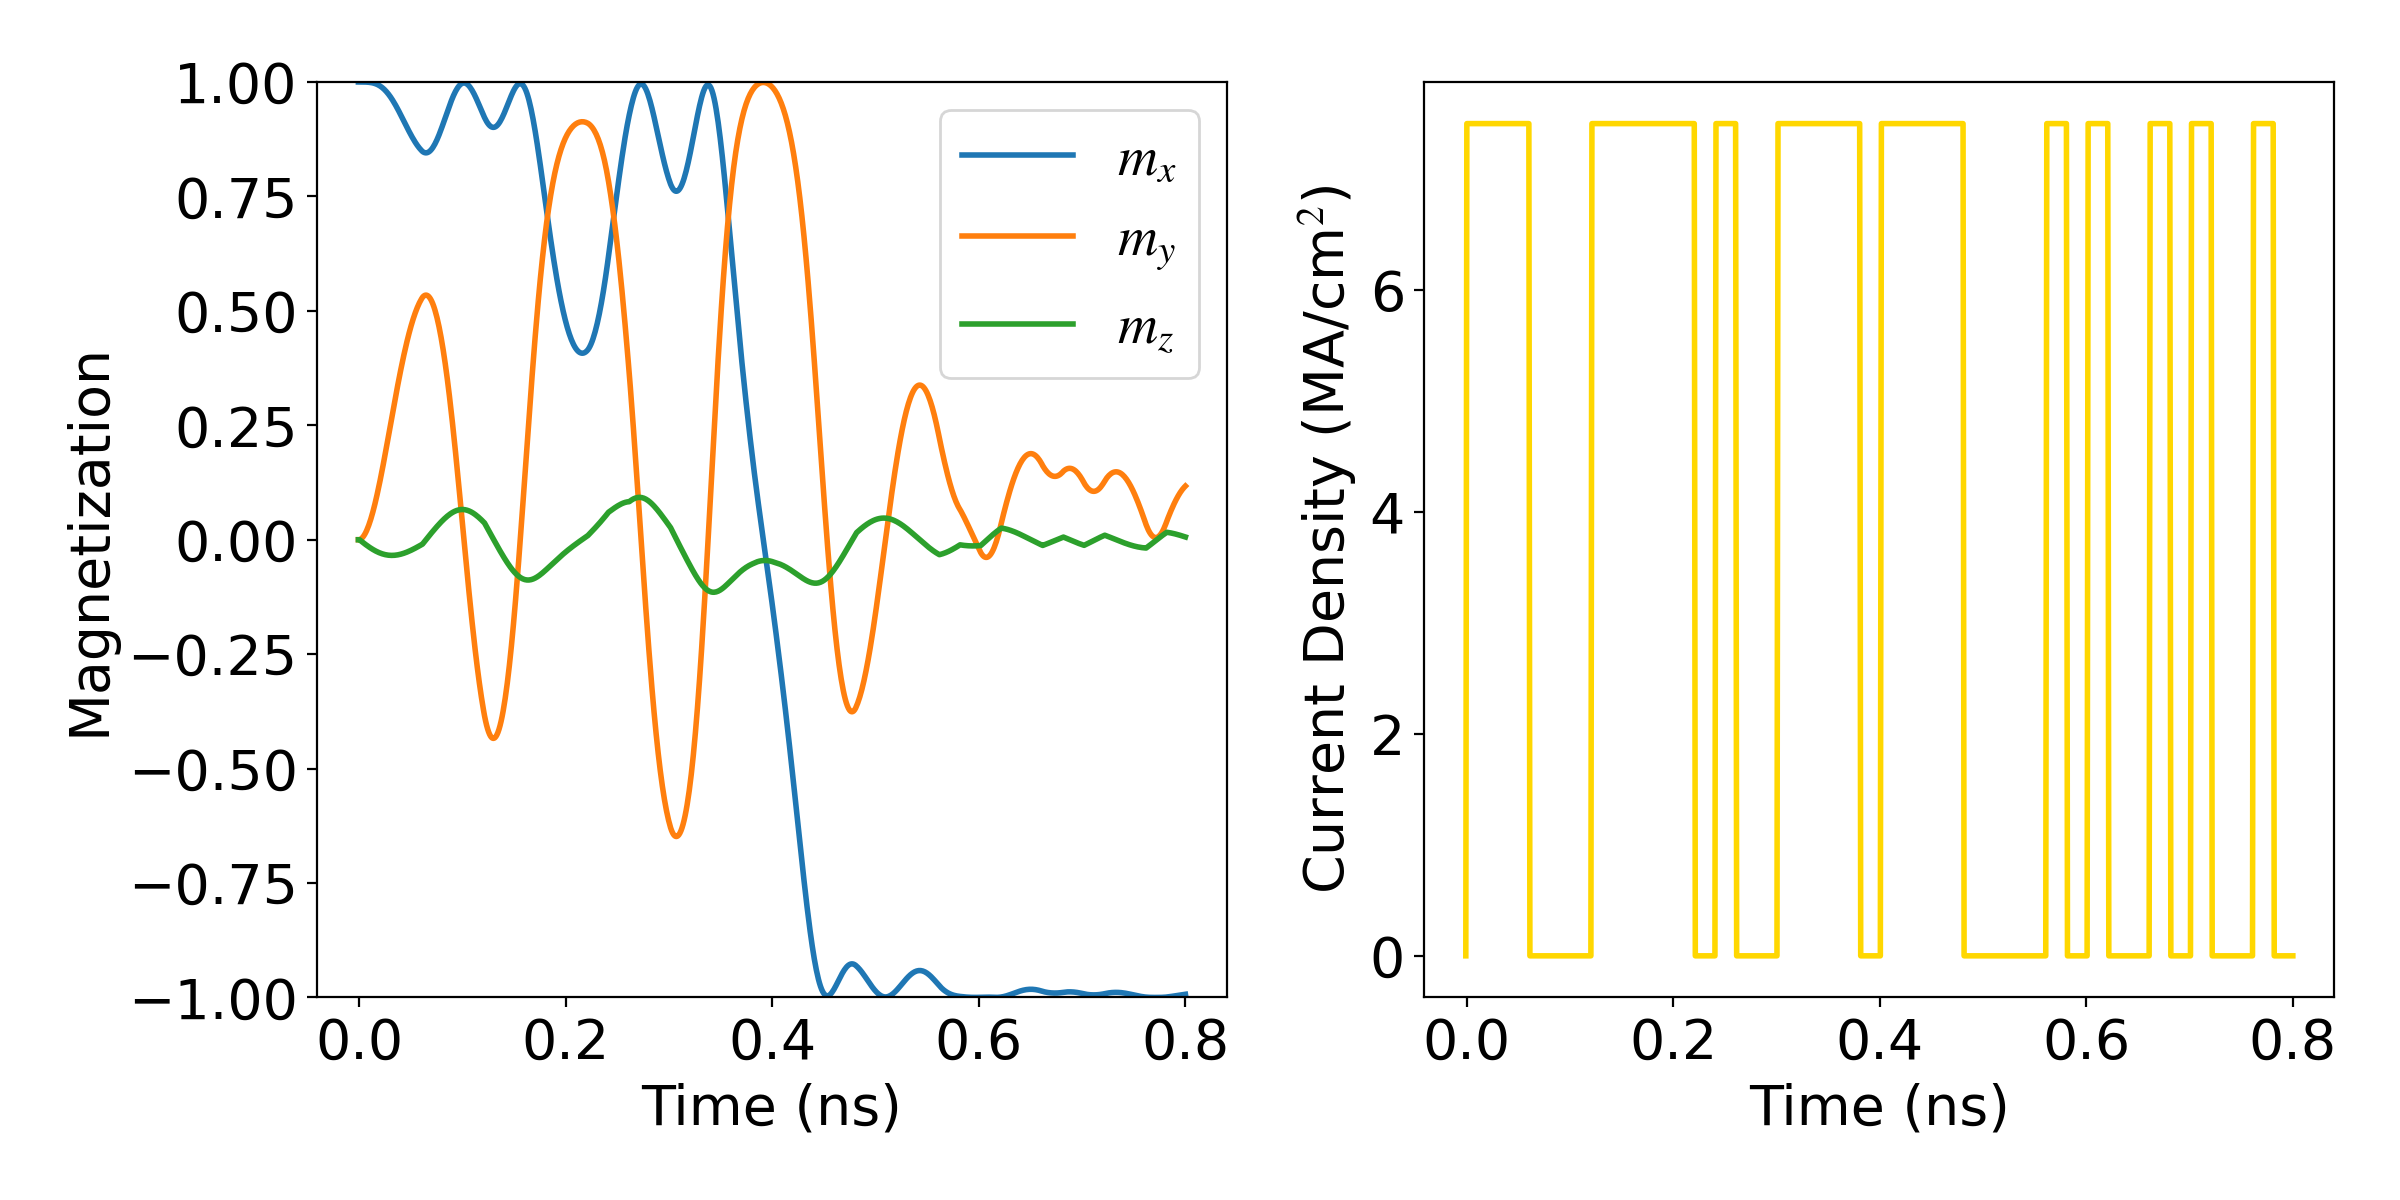 1.00
0.75
0.50
0.25
0.00
−0.25
−0.50
−0.75
−1.00
Magnetization
0.0 0.2 0.4 0.6 0.8
Time (ns)
m_x
m_y
m_z
6
4
2
0
Current Density (MA/cm²)
0.0 0.2 0.4 0.6 0.8
Time (ns)